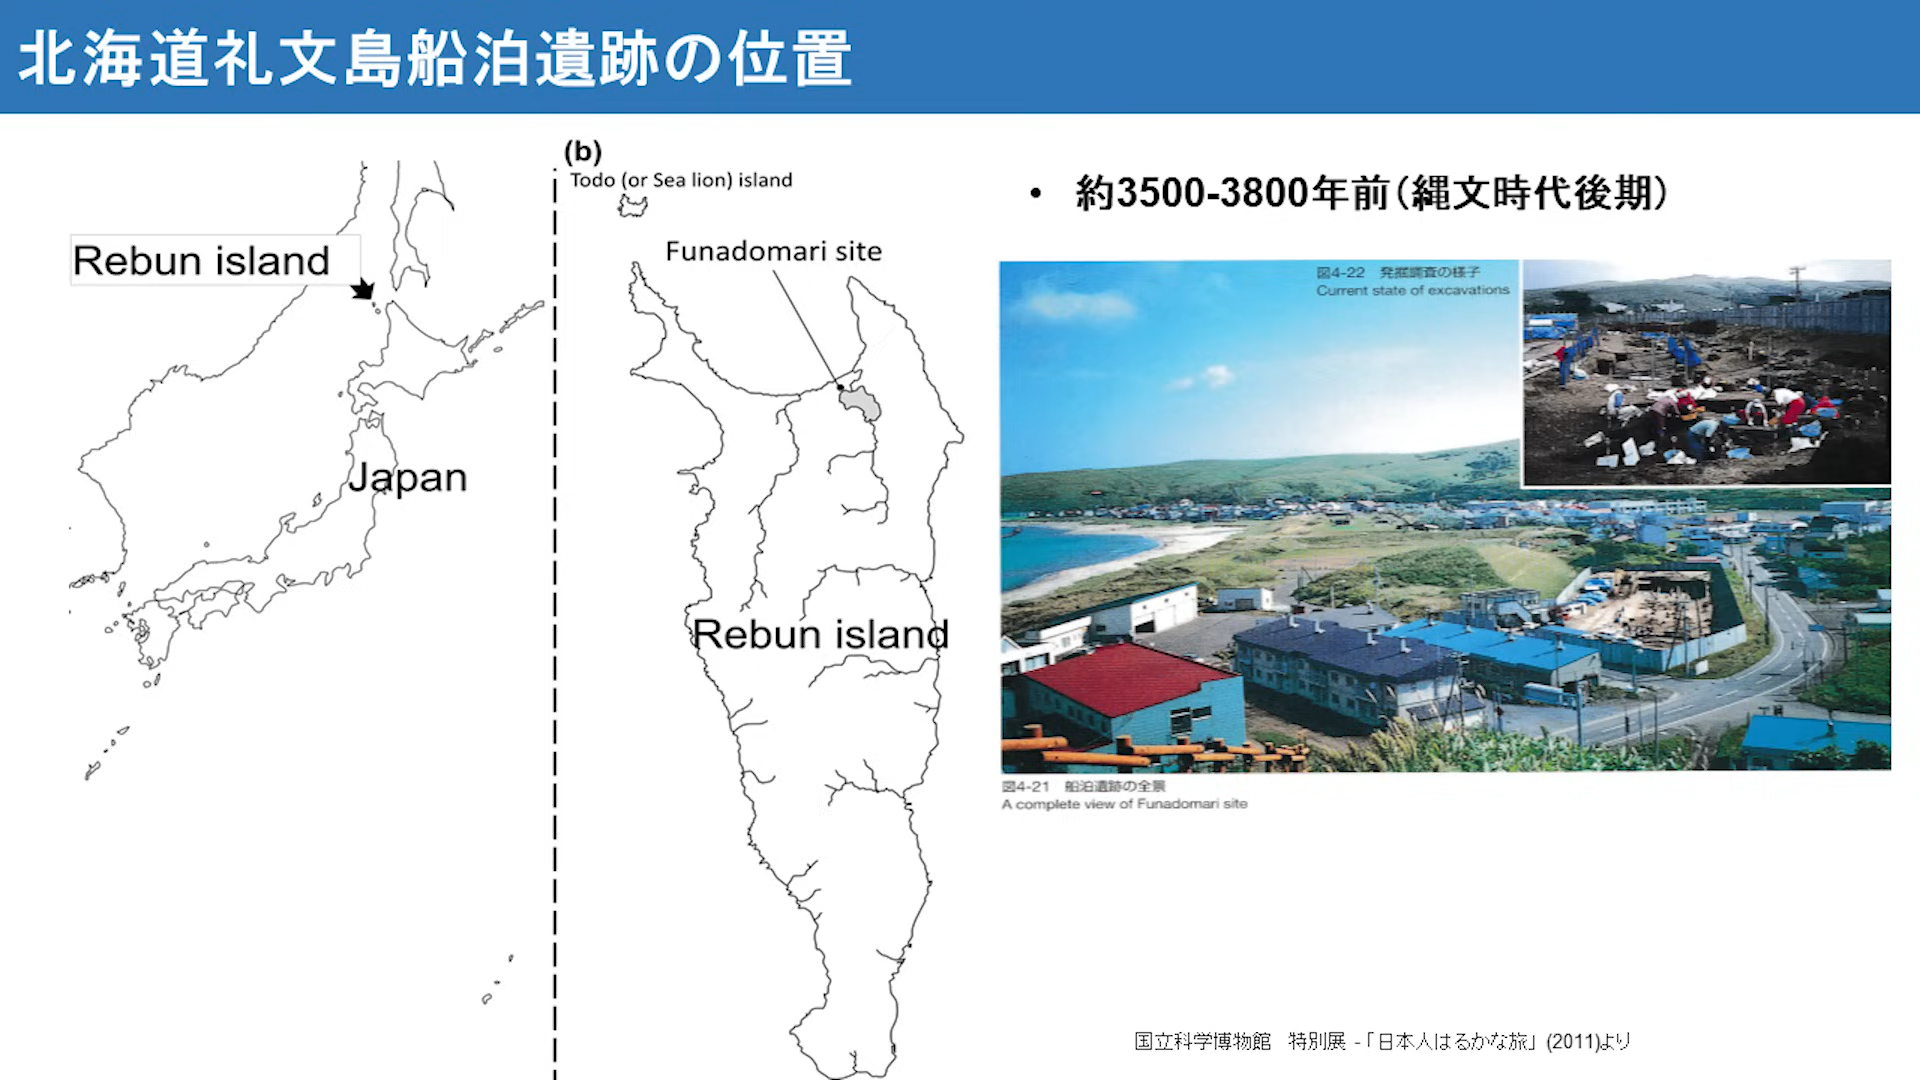 北海道礼文島船泊遺跡の位置
Rebun island
Japan
(b)
Todo (or Sea lion) island
Funadomari site
Rebun island
• 約3500-3800年前（縄文時代後期）
図4-22 発掘調査の様子
Current state of excavations
図4-21 船泊遺跡の全景
A complete view of Funadomari site
国立科学博物館 特別展 -「日本人はるかな旅」 (2011)より